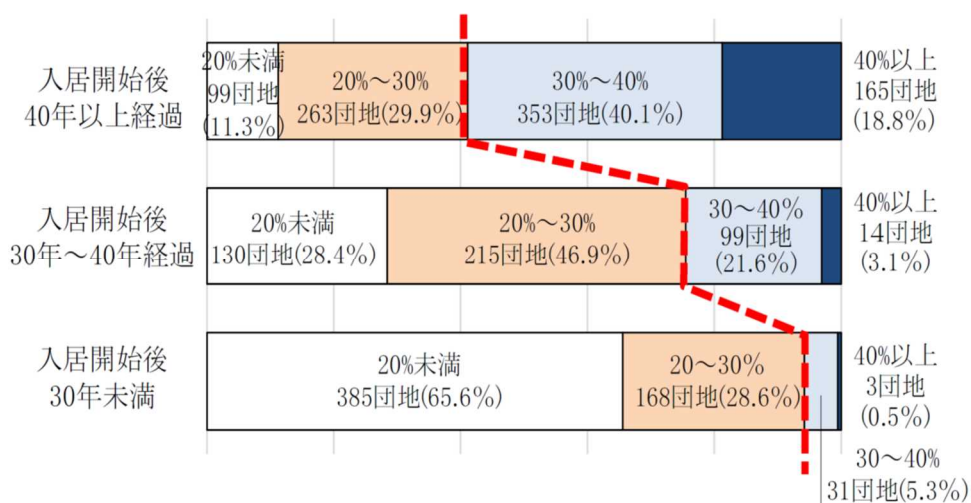 入居開始後
40年以上経過
20%未満
99団地
(11.3%)
20%～30%
263団地(29.9%)
30%～40%
353団地(40.1%)
40%以上
165団地
(18.8%)
入居開始後
30年～40年経過
20%未満
130団地(28.4%)
20%～30%
215団地(46.9%)
30～40%
99団地
(21.6%)
40%以上
14団地
(3.1%)
入居開始後
30年未満
20%未満
385団地(65.6%)
20～30%
168団地(28.6%)
40%以上
3団地
(0.5%)
30～40%
31団地(5.3%)